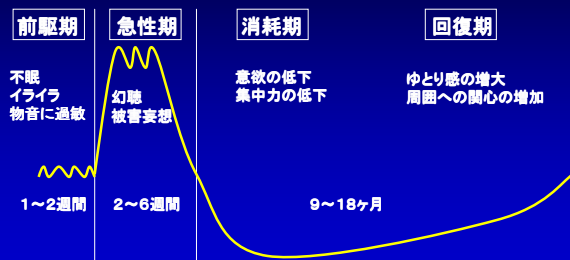 前駆期
急性期
消耗期
回復期
不眠
イライラ
物音に過敏
幻聴
被害妄想
意欲の低下
集中力の低下
ゆとり感の増大
周囲への関心の増加
1～2週間
2～6週間
9～18ヶ月